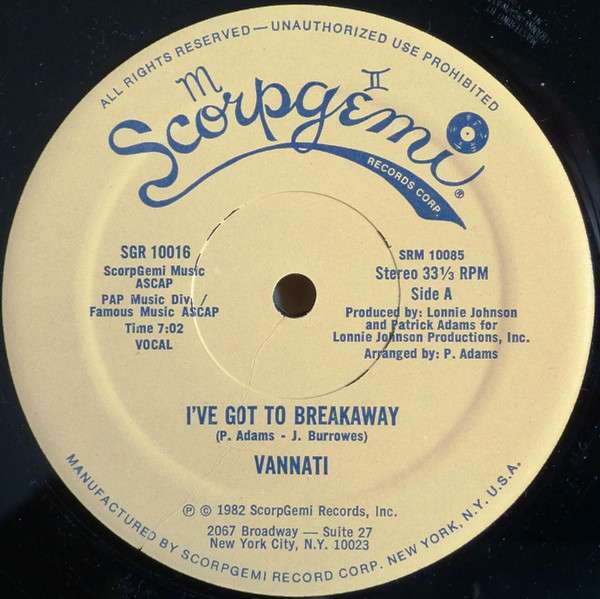 ALL RIGHTS RESERVED — UNAUTHORIZED USE PROHIBITED
Scorpgemi
RECORDS CORP.
®
SGR 10016
ScorpGemi Music
ASCAP
PAP Music Div. /
Famous Music ASCAP
Time 7:02
VOCAL
SRM 10085
Stereo 33⅓ RPM
Side A
Produced by: Lonnie Johnson
and Patrick Adams for
Lonnie Johnson Productions, Inc.
Arranged by: P. Adams
I'VE GOT TO BREAKAWAY
(P. Adams - J. Burrowes)
VANNATI
℗ © 1982 ScorpGemi Records, Inc.
2067 Broadway — Suite 27
New York City, N.Y. 10023
MANUFACTURED BY SCORPGEMI RECORD CORP. NEW YORK, N.Y. U.S.A.